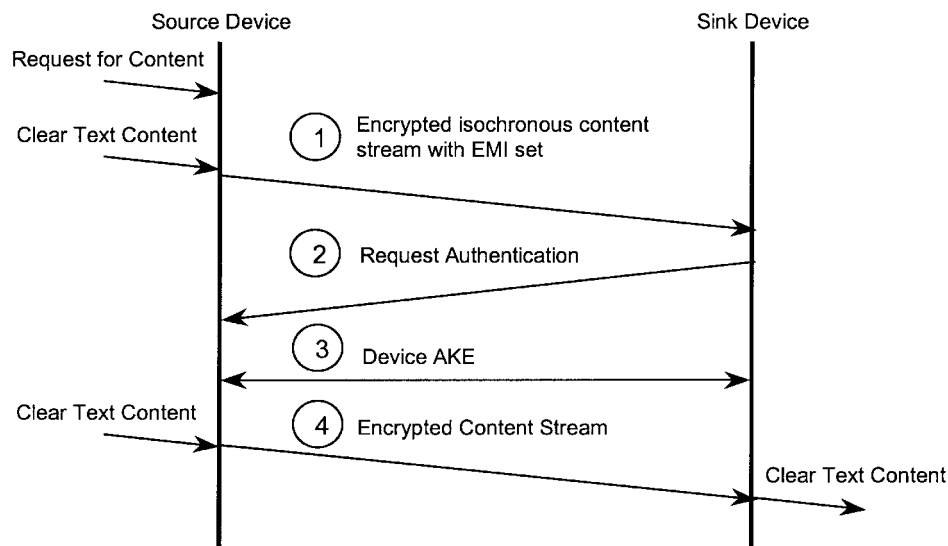 Source Device
Sink Device
Request for Content
Clear Text Content
1
Encrypted isochronous content
stream with EMI set
2
Request Authentication
3
Device AKE
Clear Text Content
4
Encrypted Content Stream
Clear Text Content